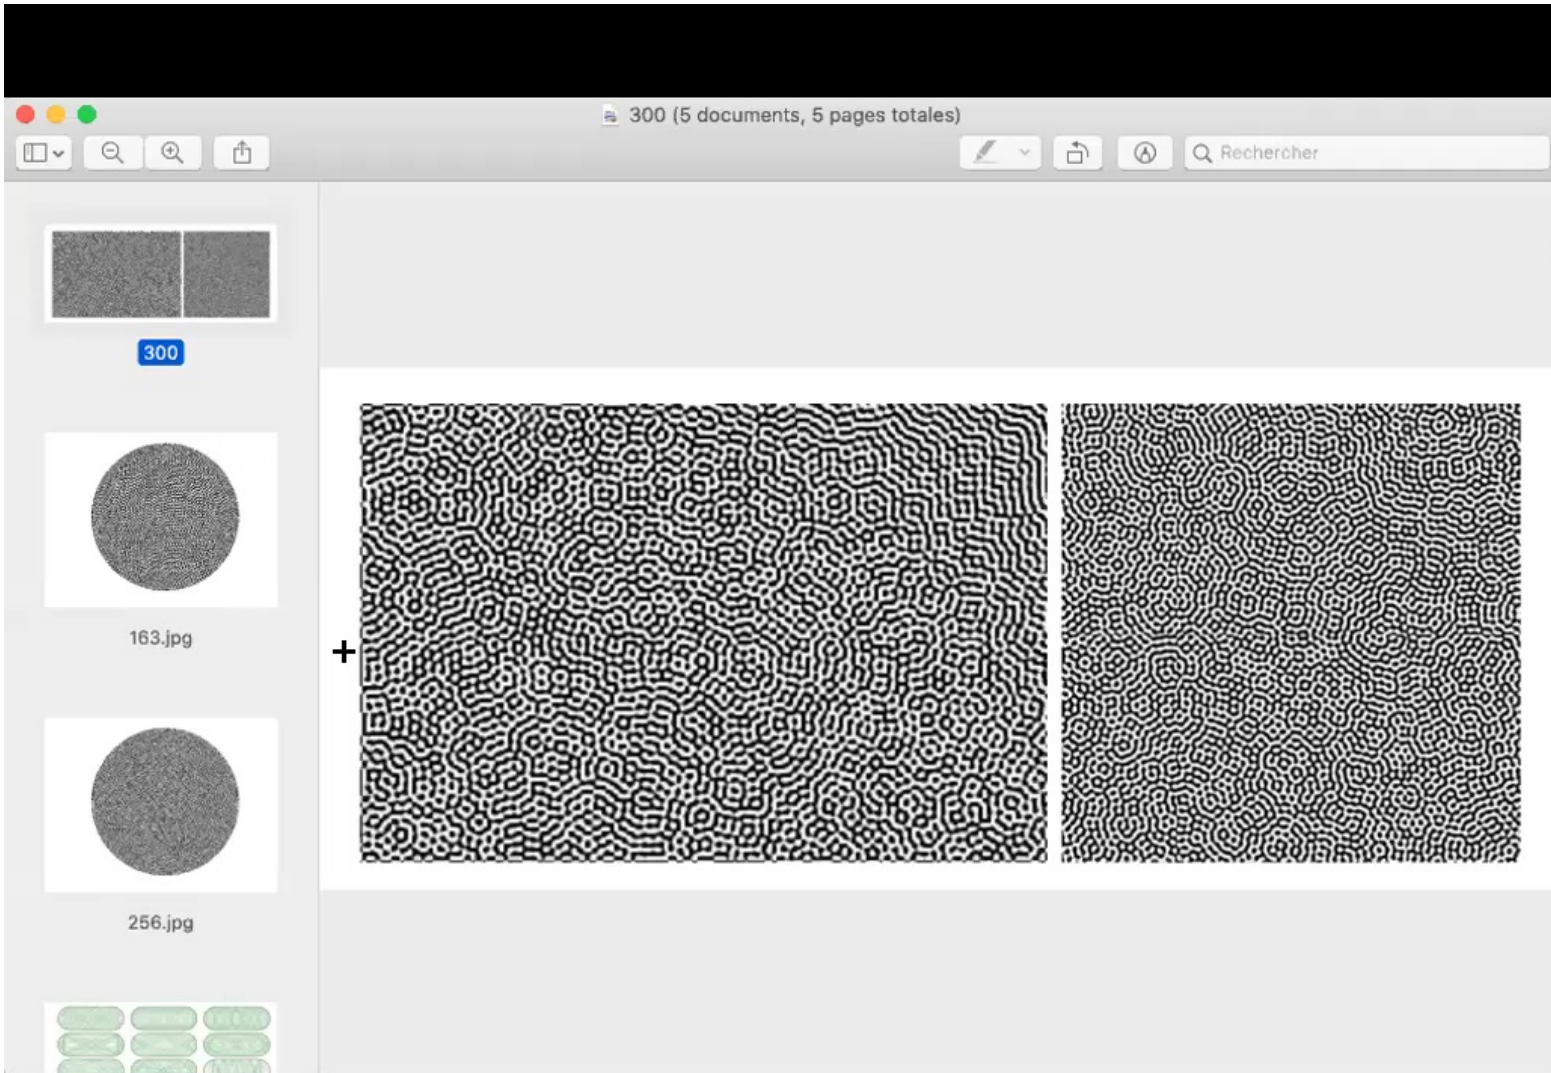 300 (5 documents, 5 pages totales)
Rechercher
300
163.jpg
256.jpg